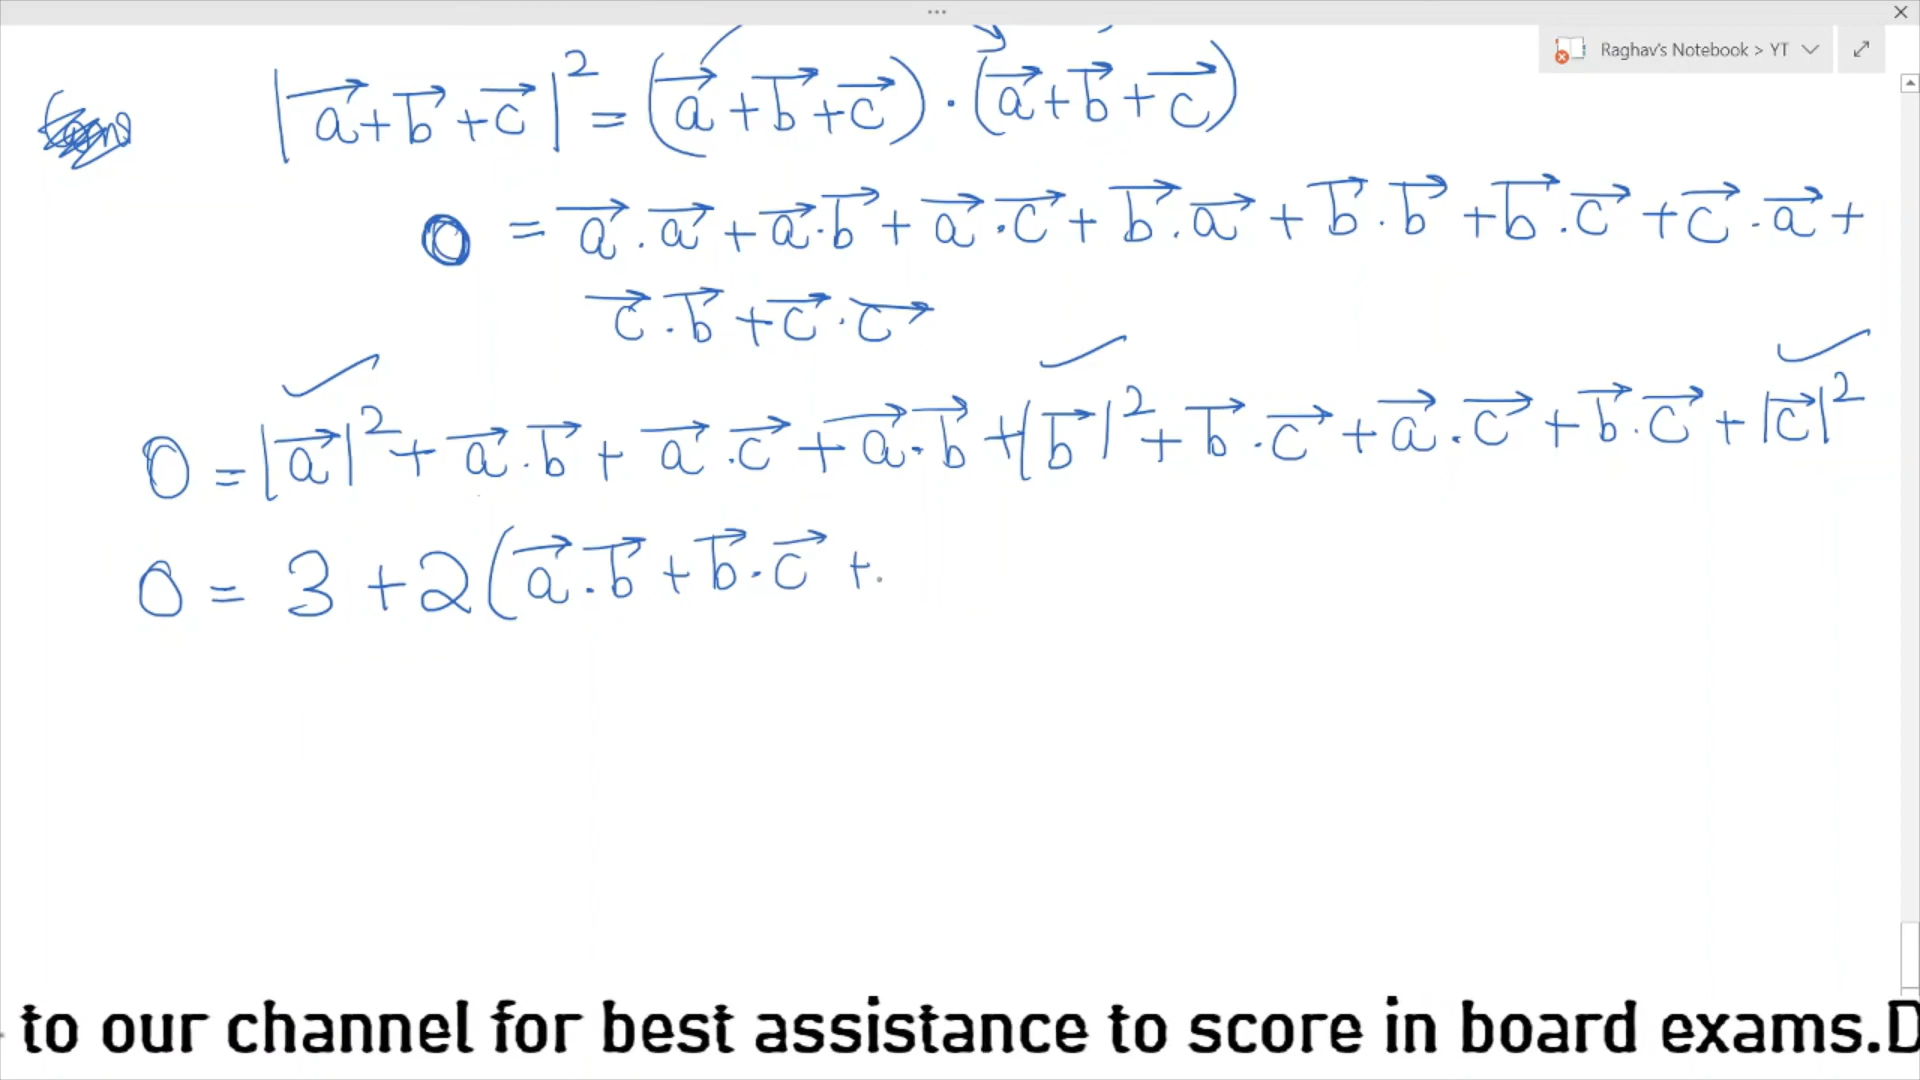 Raghav's Notebook > YT
|a⃗+b⃗+c⃗|² = (a⃗+b⃗+c⃗)·(a⃗+b⃗+c⃗)
0 = a⃗.a⃗ + a⃗.b⃗ + a⃗.c⃗ + b⃗.a⃗ + b⃗.b⃗ + b⃗.c⃗ + c⃗.a⃗ +
c⃗.b⃗ + c⃗.c⃗
0 = |a⃗|² + a⃗.b⃗ + a⃗.c⃗ + a⃗.b⃗ + |b⃗|² + b⃗.c⃗ + a⃗.c⃗ + b⃗.c⃗ + |c⃗|²
0 = 3 + 2(a⃗.b⃗ + b⃗.c⃗ +
to our channel for best assistance to score in board exams.D